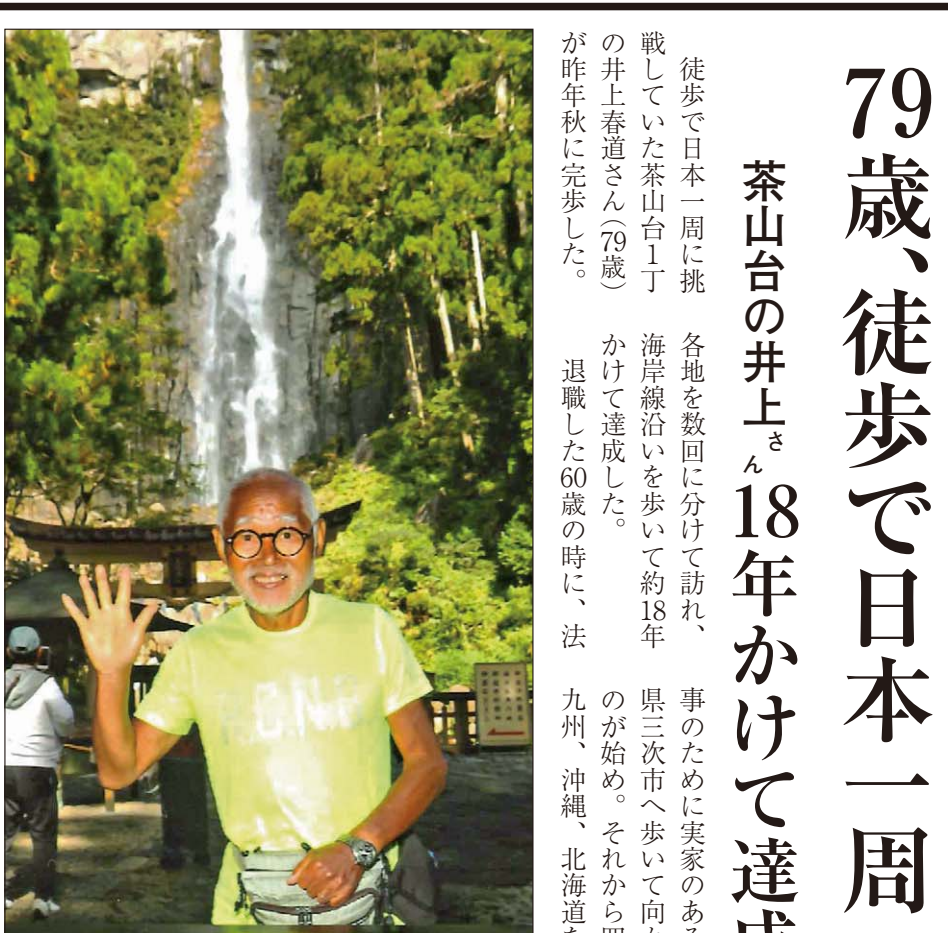 79歳、徒歩で日本一周
茶山台の井上さん 18年かけて達成
徒歩で日本一周に挑
戦していた茶山台1丁
の井上春道さん(79歳)
が昨年秋に完歩した。
各地を数回に分けて訪れ、
海岸線沿いを歩いて約18年
かけて達成した。
退職した60歳の時に、法
事のために実家のある
県三次市へ歩いて向か
のが始め。それから四
九州、沖縄、北海道を